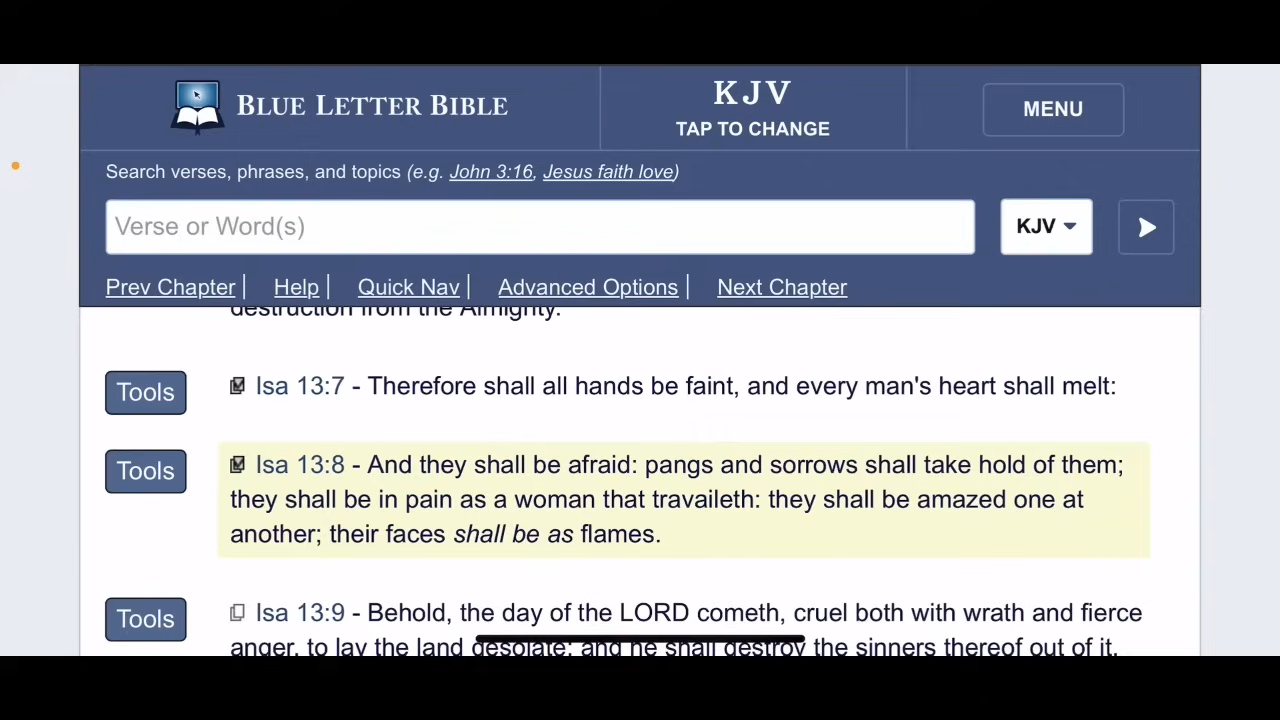 BLUE LETTER BIBLE
KJV
TAP TO CHANGE
MENU
Search verses, phrases, and topics (e.g. John 3:16, Jesus faith love)
Verse or Word(s)
KJV
Prev Chapter | Help | Quick Nav | Advanced Options | Next Chapter
destruction from the Almighty.
Tools
Isa 13:7 - Therefore shall all hands be faint, and every man's heart shall melt:
Tools
Isa 13:8 - And they shall be afraid: pangs and sorrows shall take hold of them;
they shall be in pain as a woman that travaileth: they shall be amazed one at
another; their faces shall be as flames.
Tools
Isa 13:9 - Behold, the day of the LORD cometh, cruel both with wrath and fierce
anger, to lay the land desolate: and he shall destroy the sinners thereof out of it.